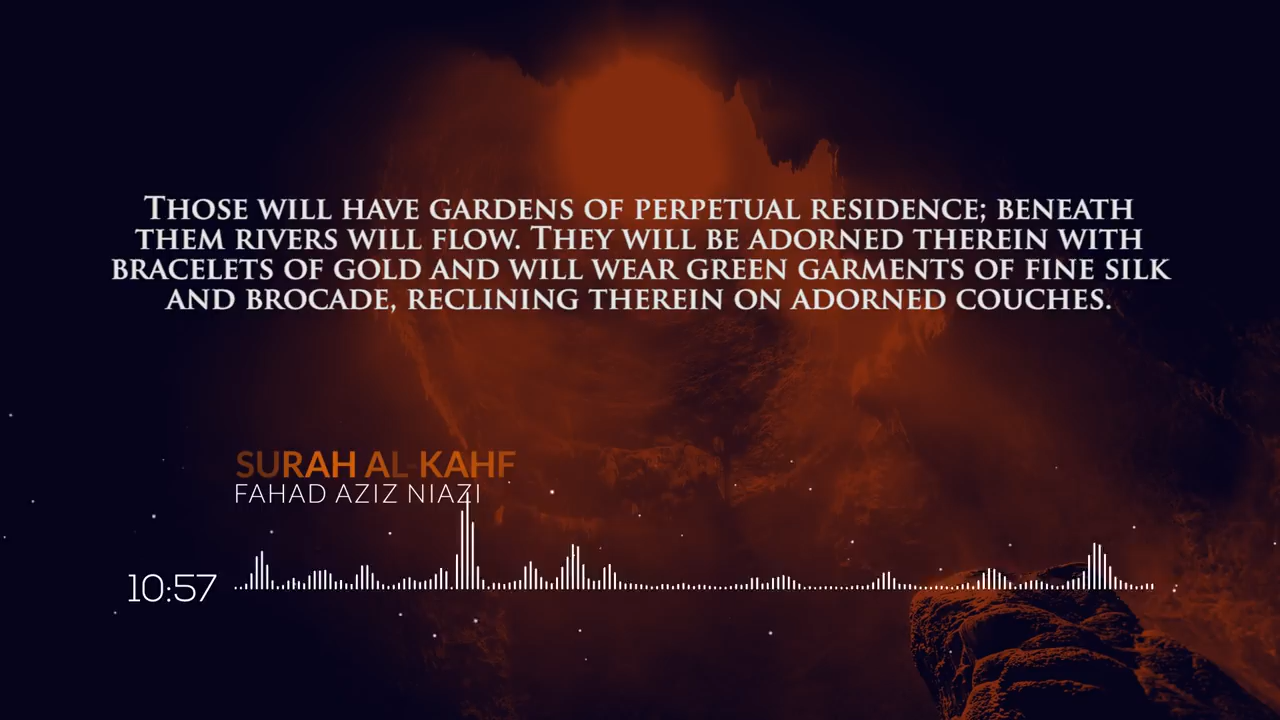 THOSE WILL HAVE GARDENS OF PERPETUAL RESIDENCE; BENEATH
THEM RIVERS WILL FLOW. THEY WILL BE ADORNED THEREIN WITH
BRACELETS OF GOLD AND WILL WEAR GREEN GARMENTS OF FINE SILK
AND BROCADE, RECLINING THEREIN ON ADORNED COUCHES.
SURAH AL-KAHF
FAHAD AZIZ NIAZI
10:57